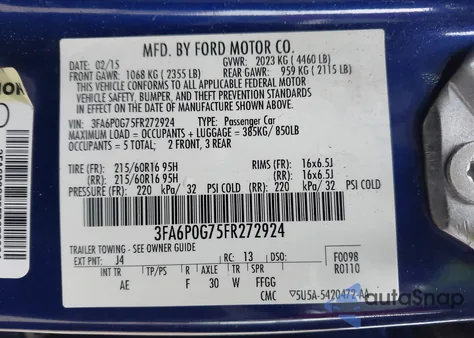 MFD. BY FORD MOTOR CO.
DATE: 02/15 GVWR: 2023 KG (4460 LB)
FRONT GAWR: 1068 KG (2355 LB) REAR GAWR: 959 KG (2115 LB)
THIS VEHICLE CONFORMS TO ALL APPLICABLE FEDERAL MOTOR
VEHICLE SAFETY, BUMPER, AND THEFT PREVENTION STANDARDS
IN EFFECT ON THE DATE OF MANUFACTURE SHOWN ABOVE.
VIN: 3FA6P0G75FR272924 TYPE: Passenger Car
MAXIMUM LOAD = OCCUPANTS + LUGGAGE = 385KG/ 850LB
OCCUPANTS = 5 TOTAL; 2 FRONT, 3 REAR
TIRE (FR): 215/60R16 95H RIMS (FR): 16x6.5J
(RR): 215/60R16 95H (RR): 16x6.5J
PRESSURE (FR): 220 kPa/ 32 PSI COLD (RR): 220 kPa/ 32 PSI COLD
3FA6P0G75FR272924
TRAILER TOWING - SEE OWNER GUIDE
EXT PNT: J4 RC: 13 DSO: F0098
R0110
INT TR TP/PS R AXLE TR SPR
AE F 30 W FFGG
CMC ▽5U5A-5420472-AA
autoSnap